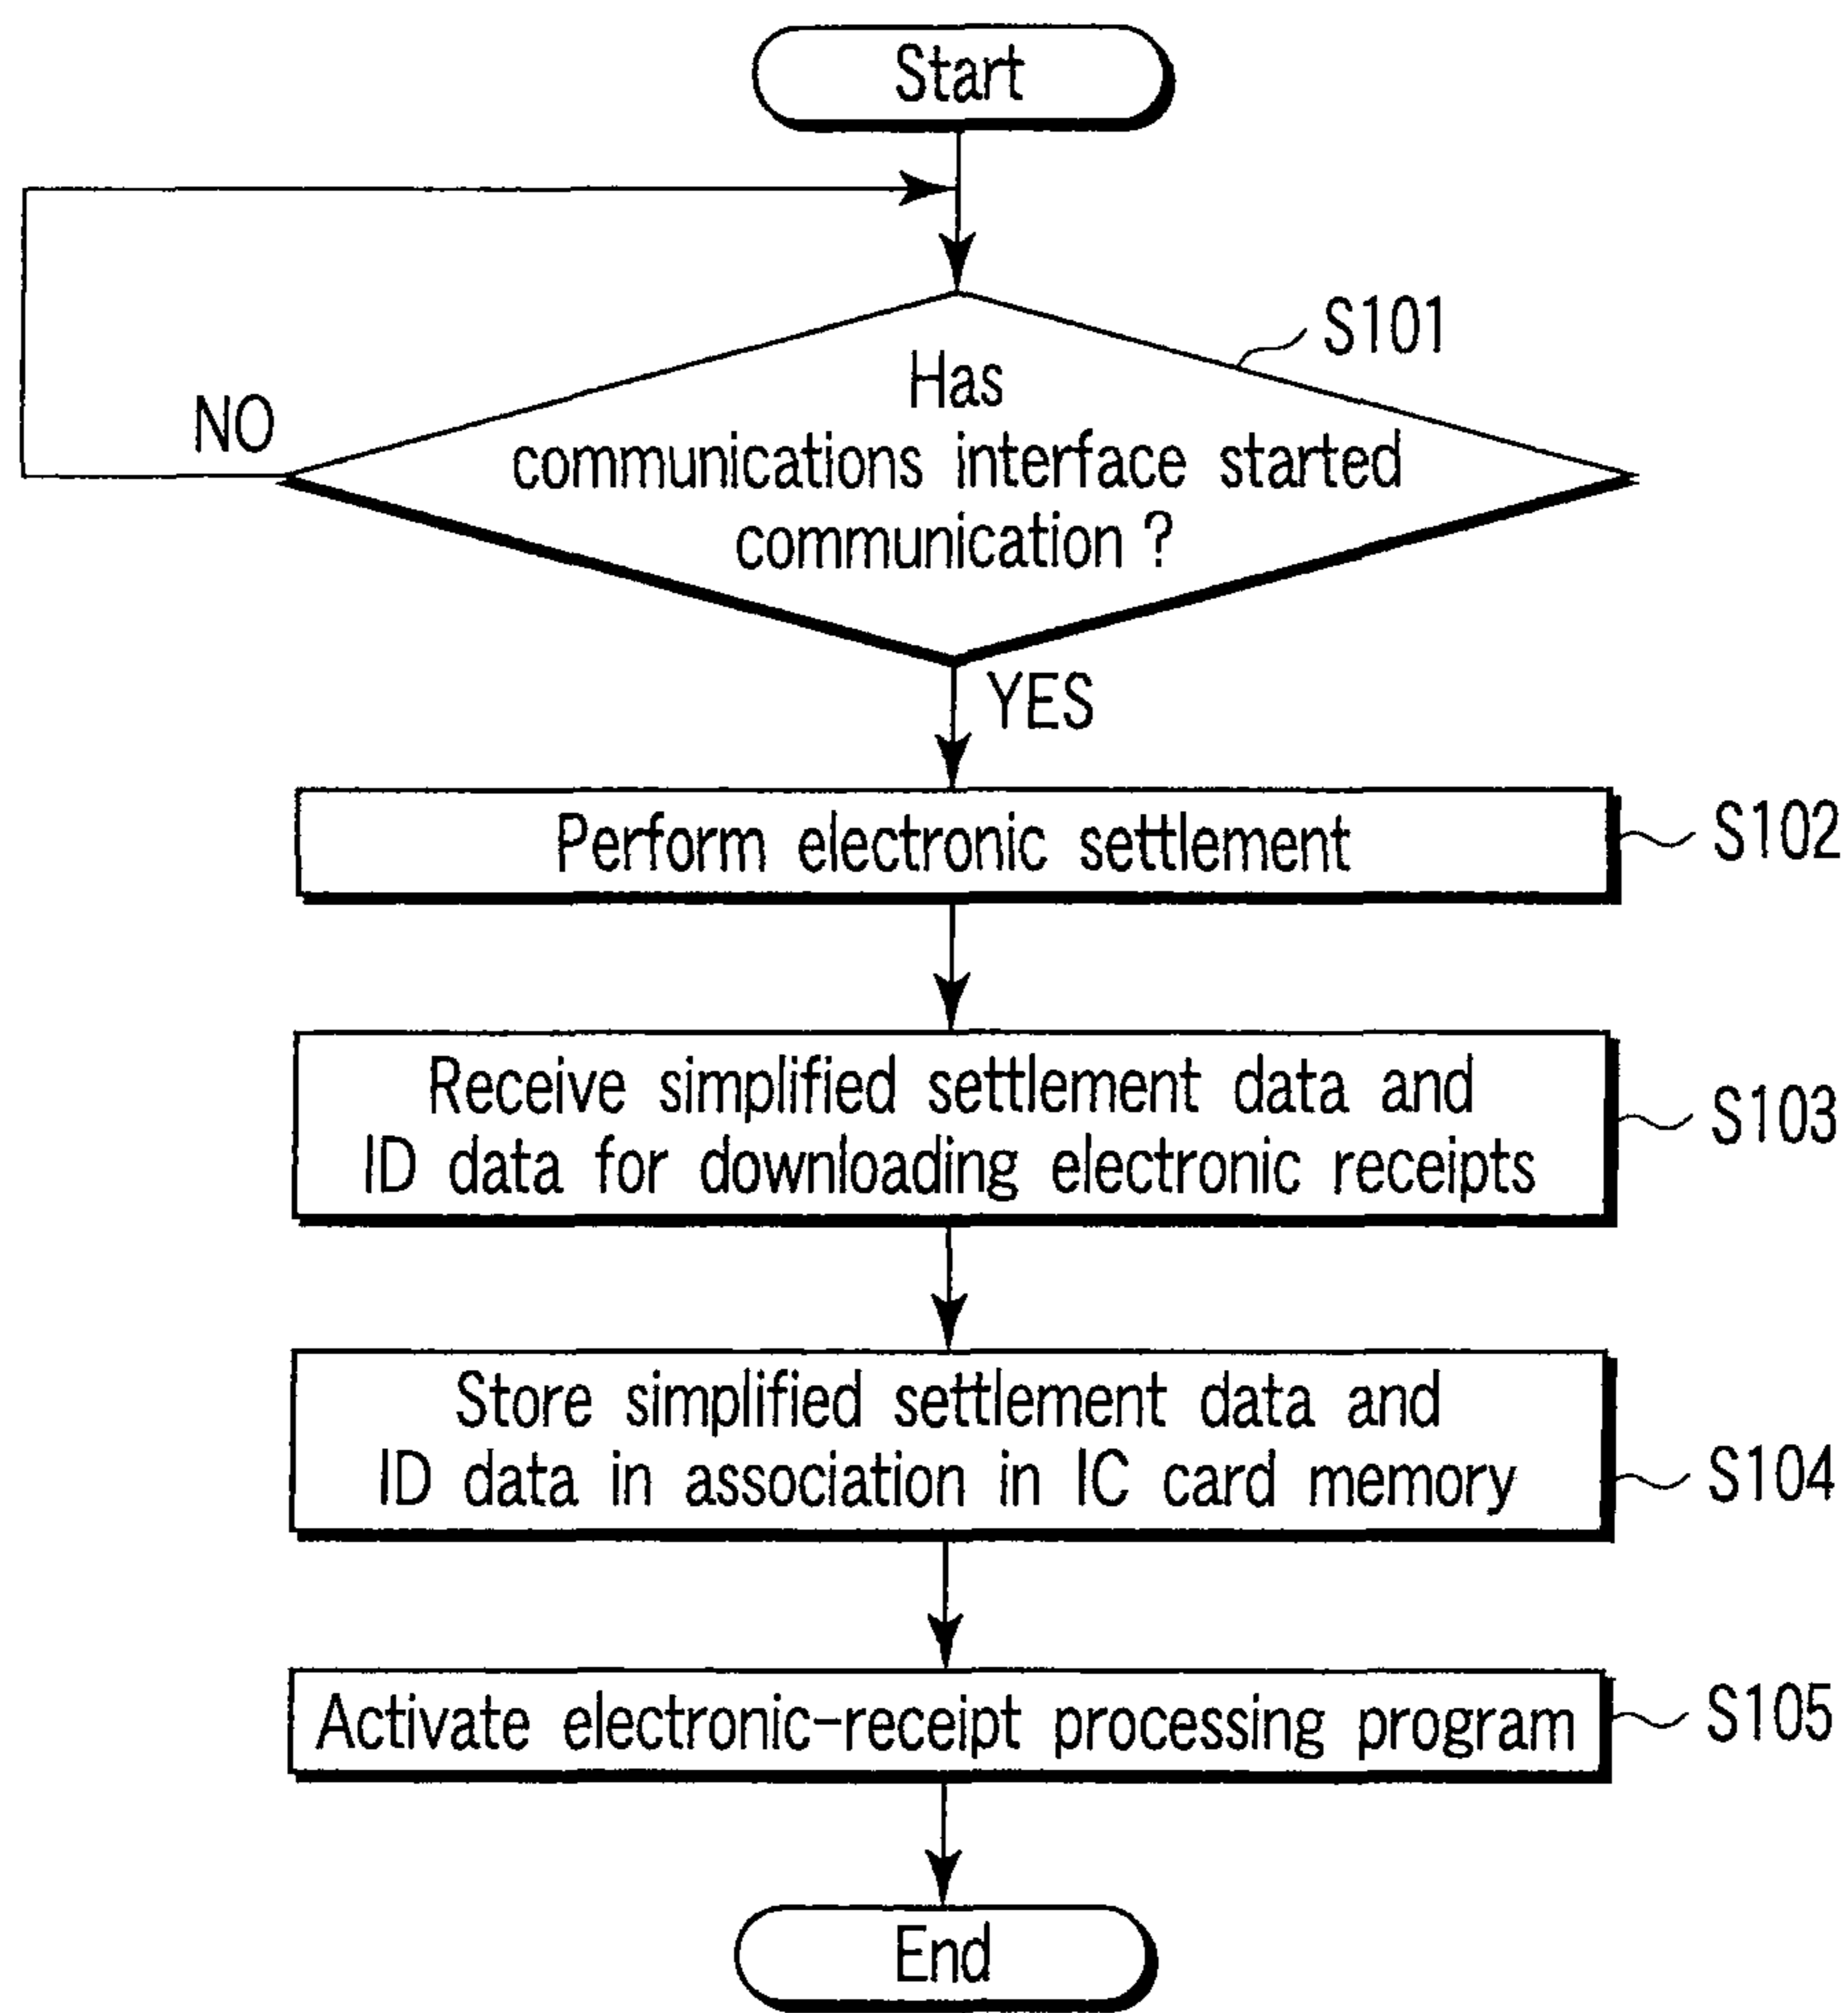 Start
S101
Has
communications interface started
communication ?
NO
YES
Perform electronic settlement
S102
Receive simplified settlement data and
ID data for downloading electronic receipts
S103
Store simplified settlement data and
ID data in association in IC card memory
S104
Activate electronic-receipt processing program
S105
End